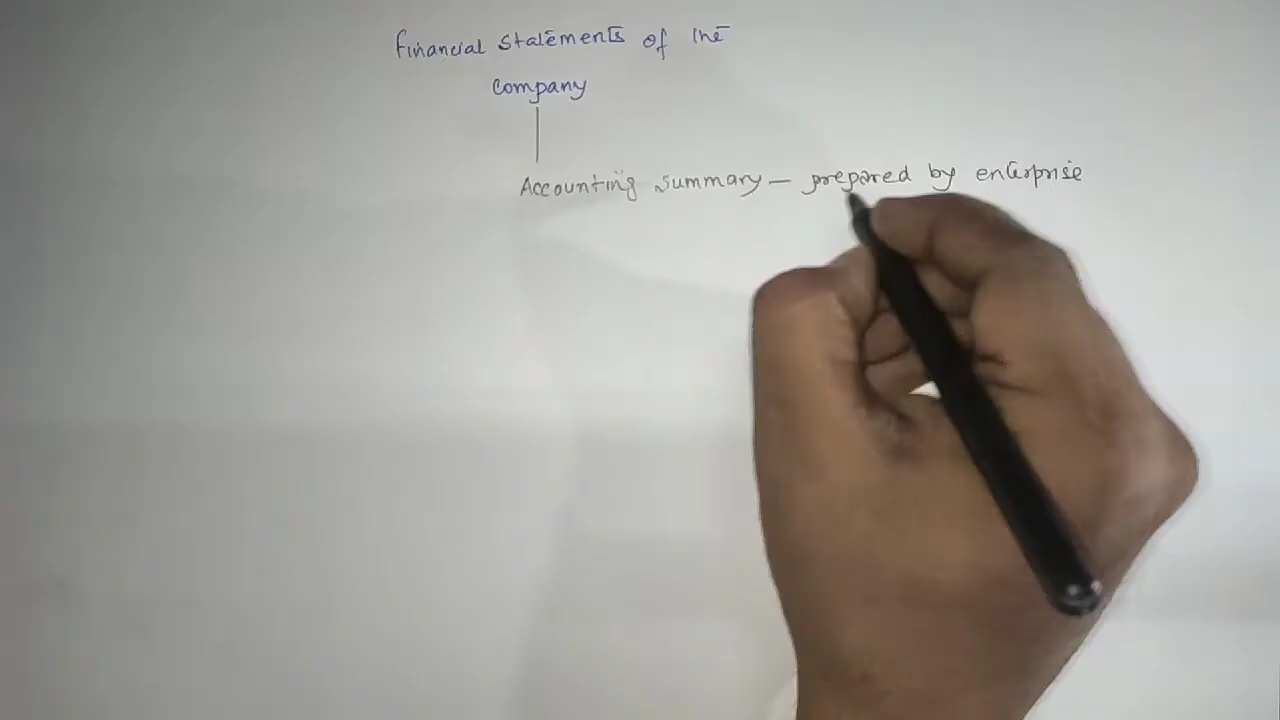 Financial Statements of the
Company
Accounting Summary — prepared by enterprise